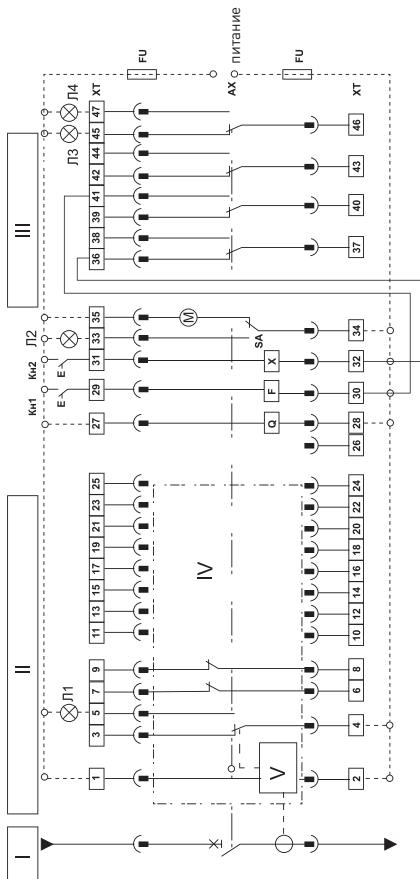 I II III
Л1 Кн1 Кн2 Л2 Л3 Л4
E E
FU
1 3 5 7 9 11 13 15 17 19 21 23 25 27 29 31 33 35 36 38 39 41 42 44 45 47 XT
M
IV
SA
AX питание
V
Q F X
FU
2 4 6 8 10 12 14 16 18 20 22 24 26 28 30 32 34 37 40 43 46 XT